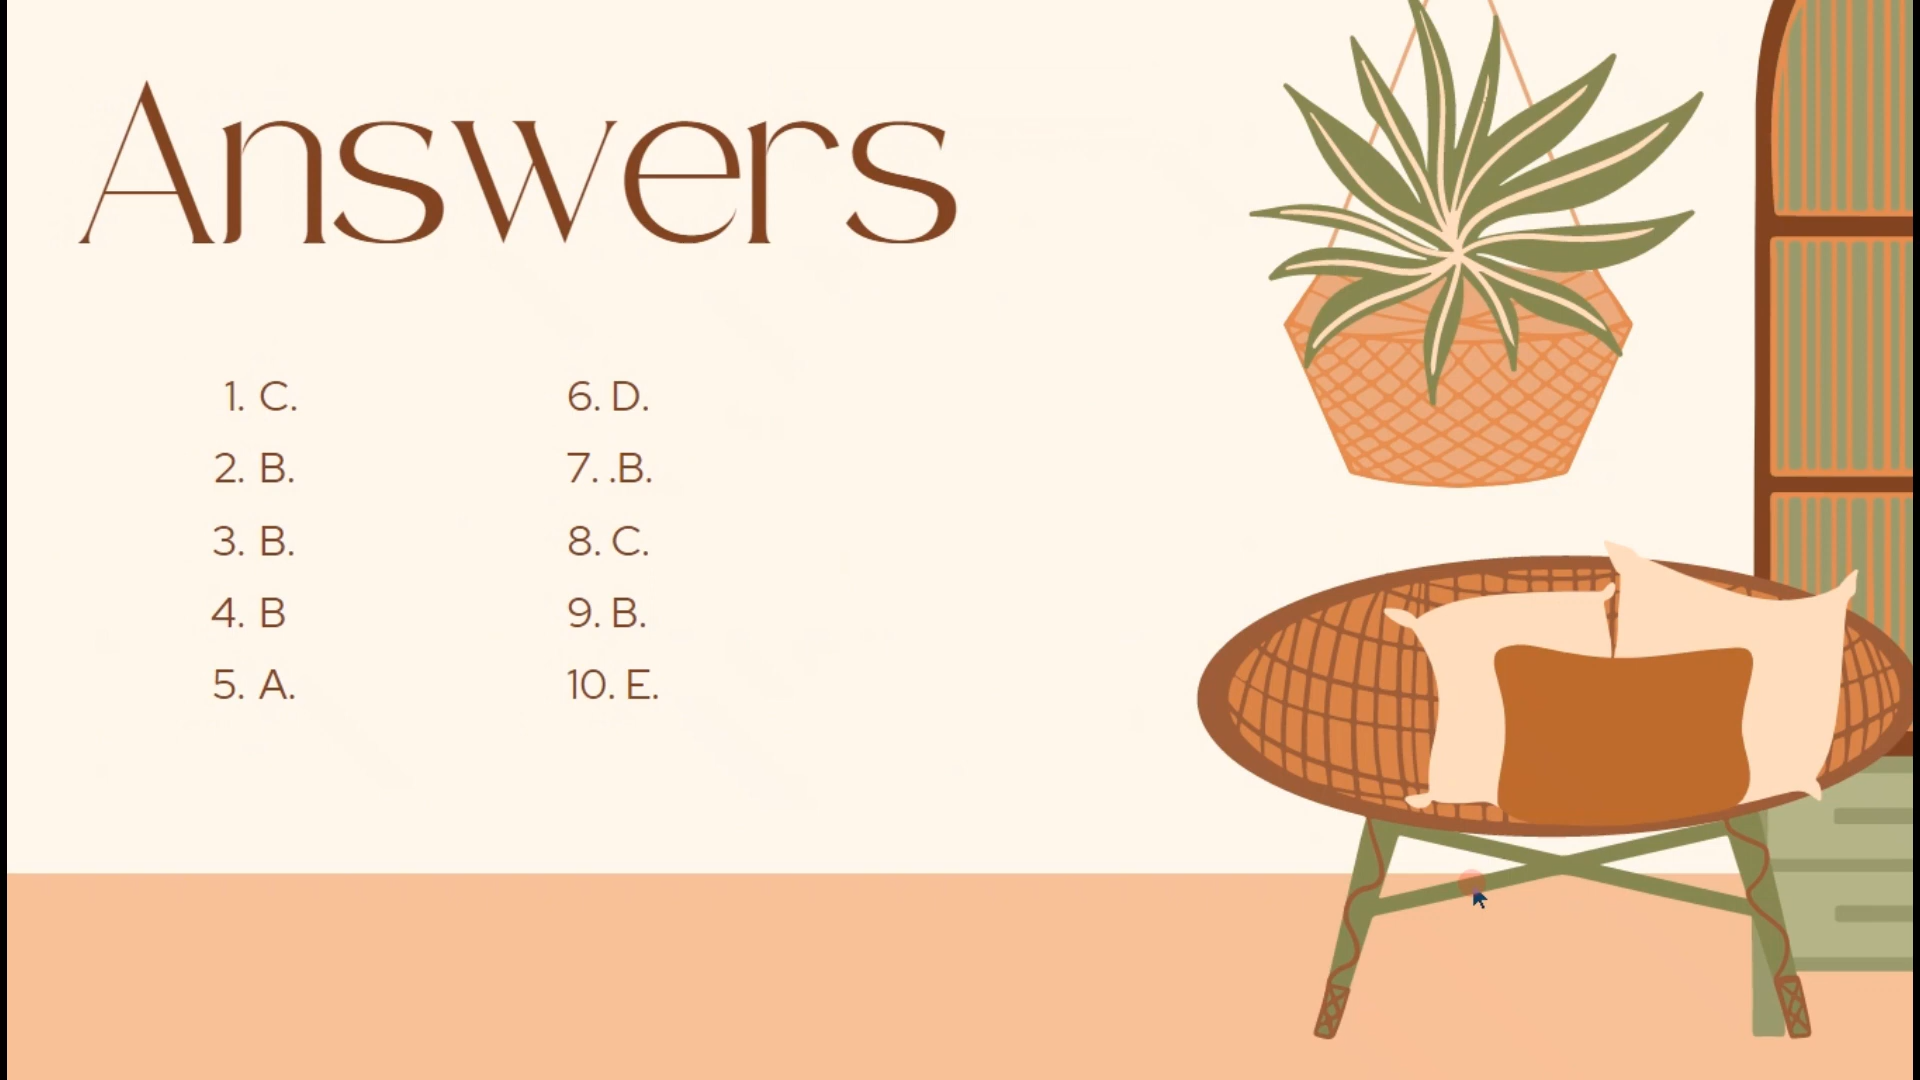 Answers
1. C.
2. B.
3. B.
4. B
5. A.
6. D.
7. .B.
8. C.
9. B.
10. E.